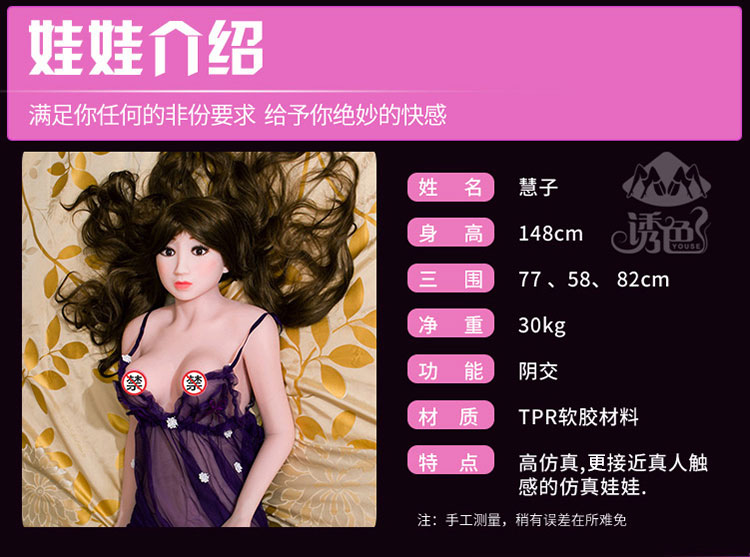 娃娃介绍
满足你任何的非份要求 给予你绝妙的快感
姓 名 慧子
身 高 148cm
三 围 77 、58、 82cm
净 重 30kg
功 能 阴交
材 质 TPR软胶材料
特 点 高仿真,更接近真人触
感的仿真娃娃.
注：手工测量，稍有误差在所难免
诱色
YOUSE
禁 禁